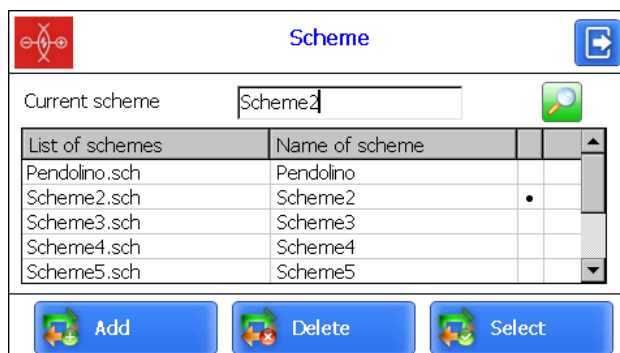 Scheme
Current scheme Scheme2
List of schemes Name of scheme
Pendolino.sch Pendolino
Scheme2.sch Scheme2 •
Scheme3.sch Scheme3
Scheme4.sch Scheme4
Scheme5.sch Scheme5
Add Delete Select